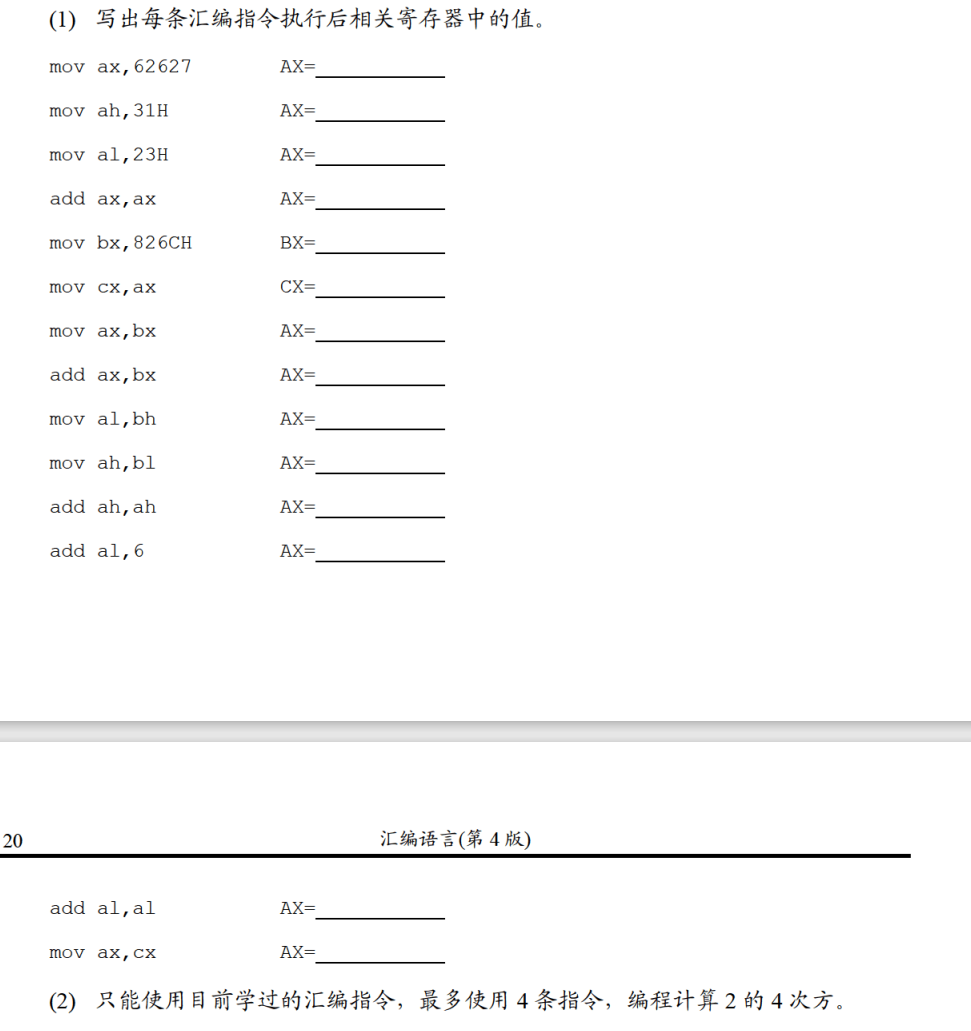 (1) 写出每条汇编指令执行后相关寄存器中的值。
mov ax,62627 AX=
mov ah,31H AX=
mov al,23H AX=
add ax,ax AX=
mov bx,826CH BX=
mov cx,ax CX=
mov ax,bx AX=
add ax,bx AX=
mov al,bh AX=
mov ah,bl AX=
add ah,ah AX=
add al,6 AX=
20 汇编语言(第 4 版)
add al,al AX=
mov ax,cx AX=
(2) 只能使用目前学过的汇编指令，最多使用 4 条指令，编程计算 2 的 4 次方。